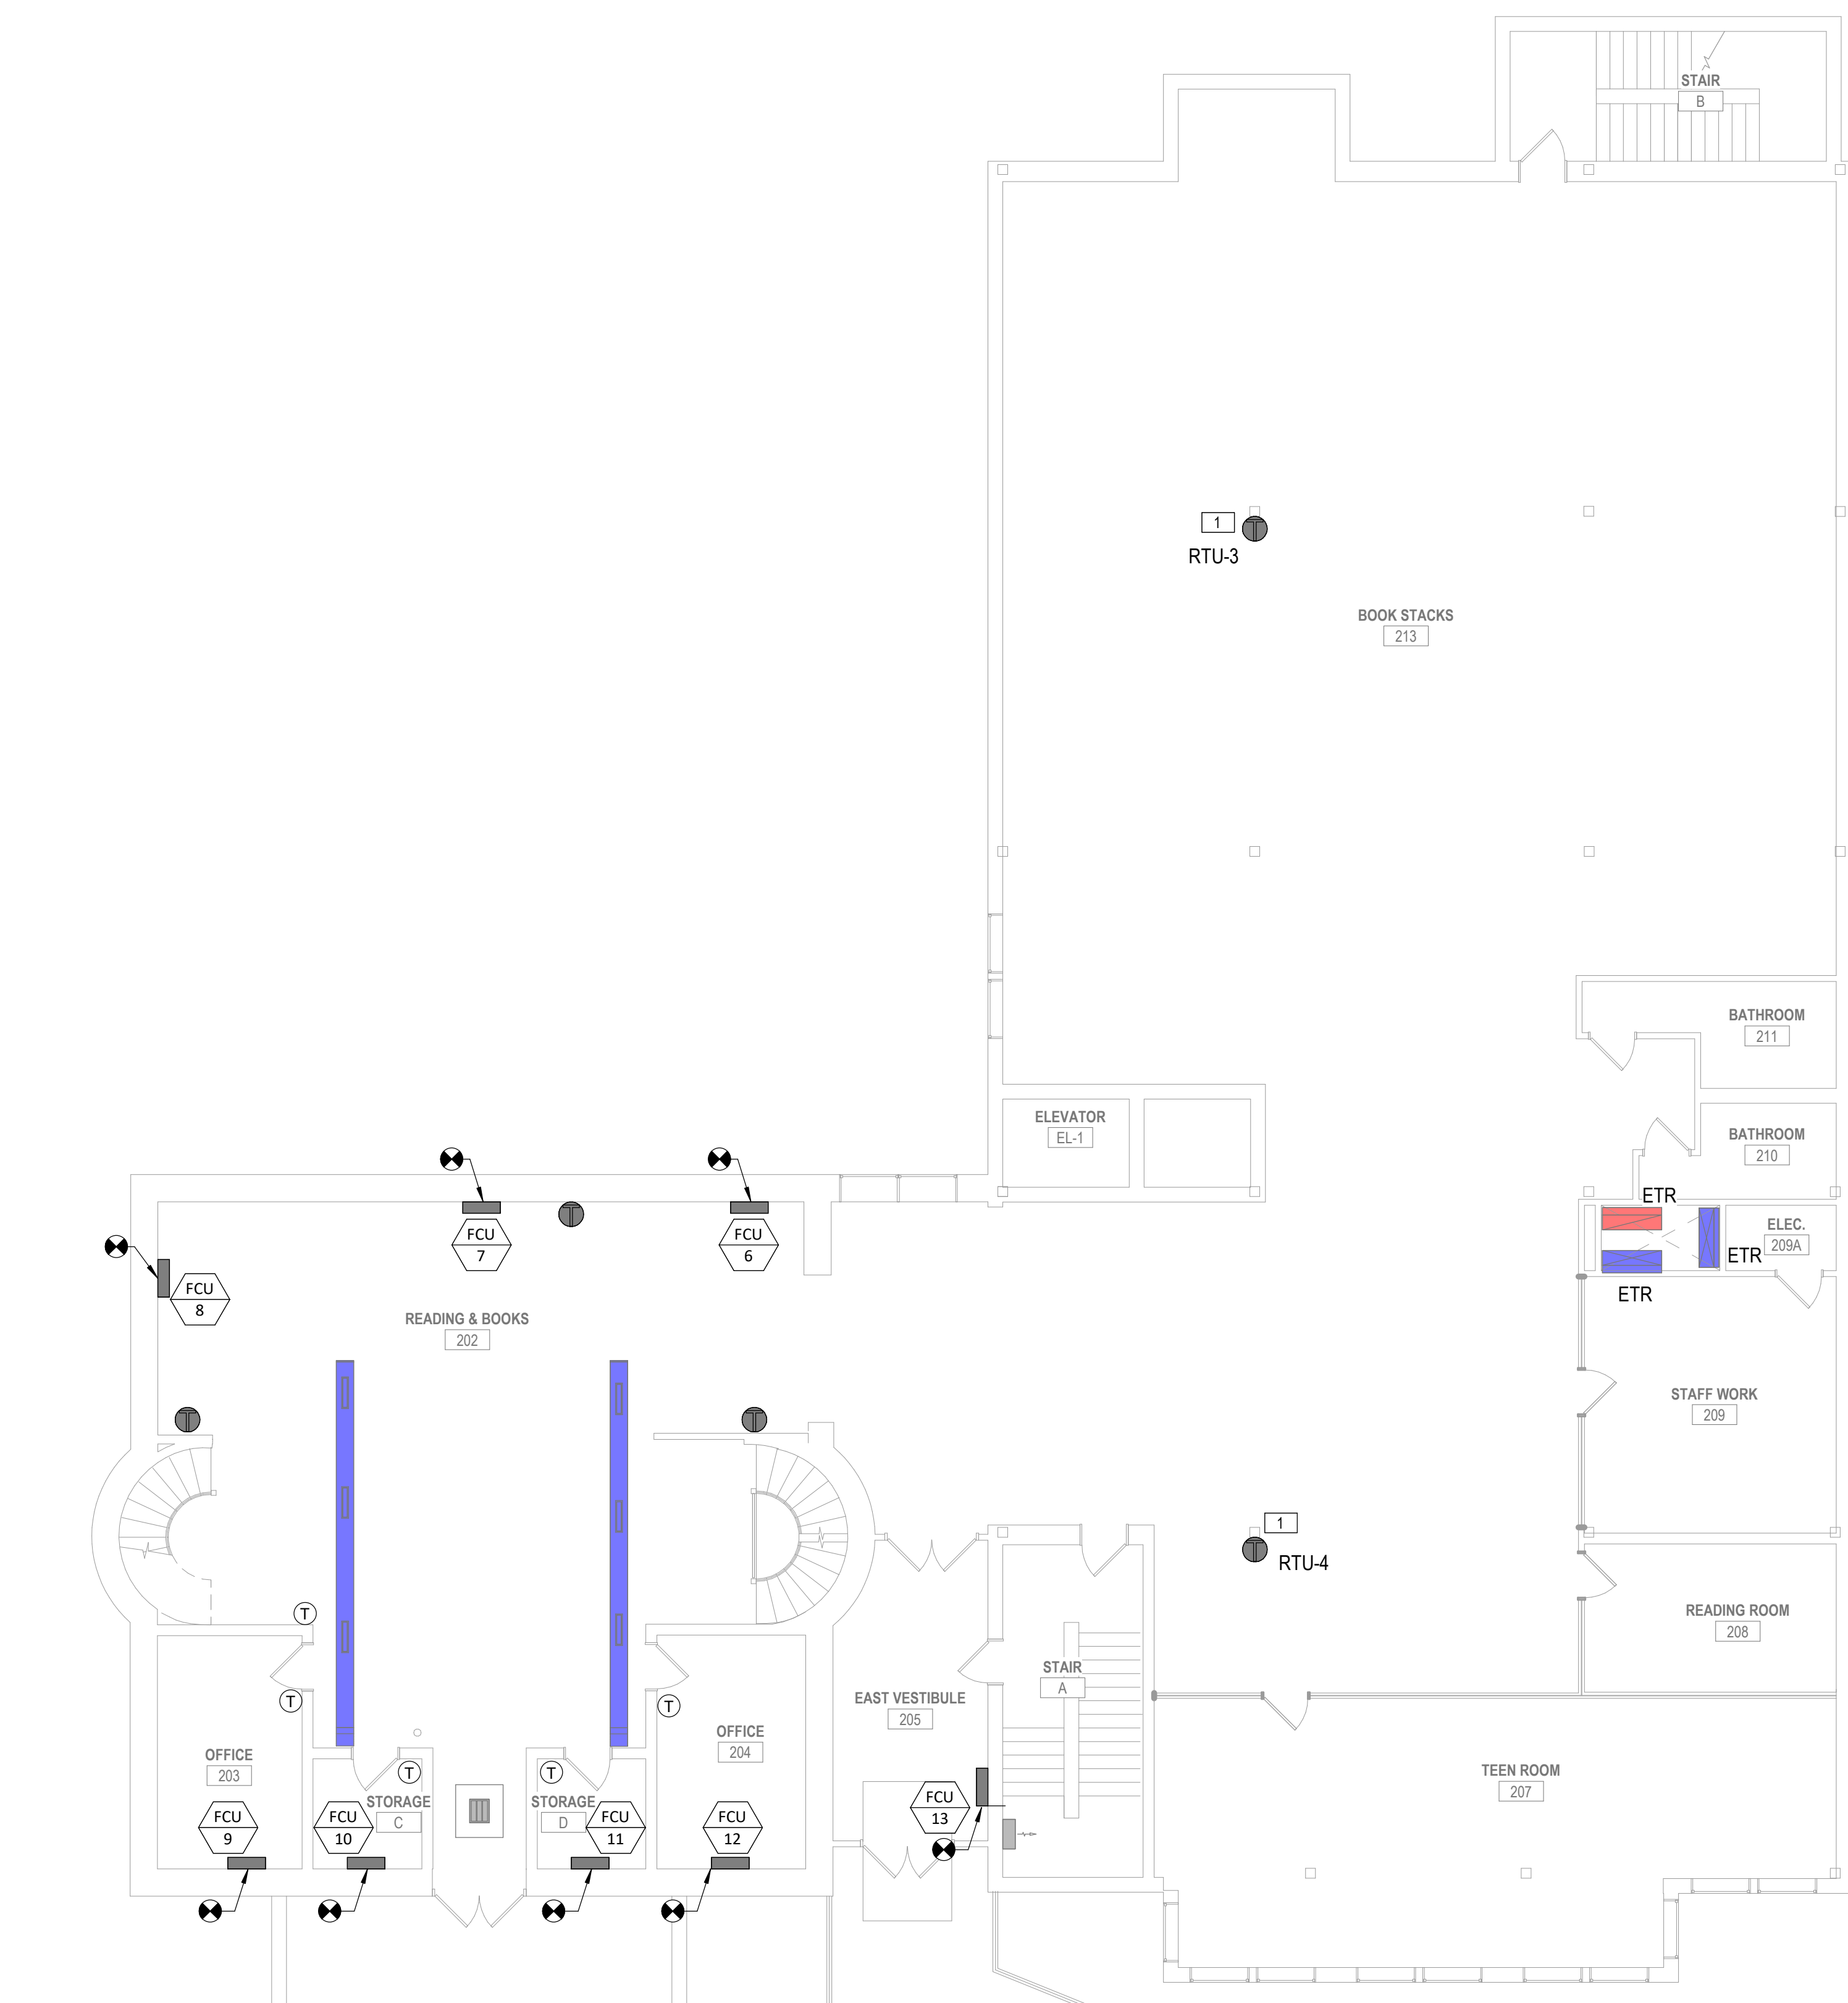 STAIR
B
1
RTU-3
BOOK STACKS
213
BATHROOM
211
ELEVATOR
EL-1
BATHROOM
210
ETR
ELEC.
209A
ETR
ETR
FCU
7
FCU
6
FCU
8
READING & BOOKS
202
STAFF WORK
209
1
RTU-4
READING ROOM
208
T
T
T
STAIR
A
EAST VESTIBULE
205
OFFICE
204
OFFICE
203
T
T
TEEN ROOM
207
STORAGE
C
STORAGE
D
FCU
9
FCU
10
FCU
11
FCU
12
FCU
13
T
T
T
T
T